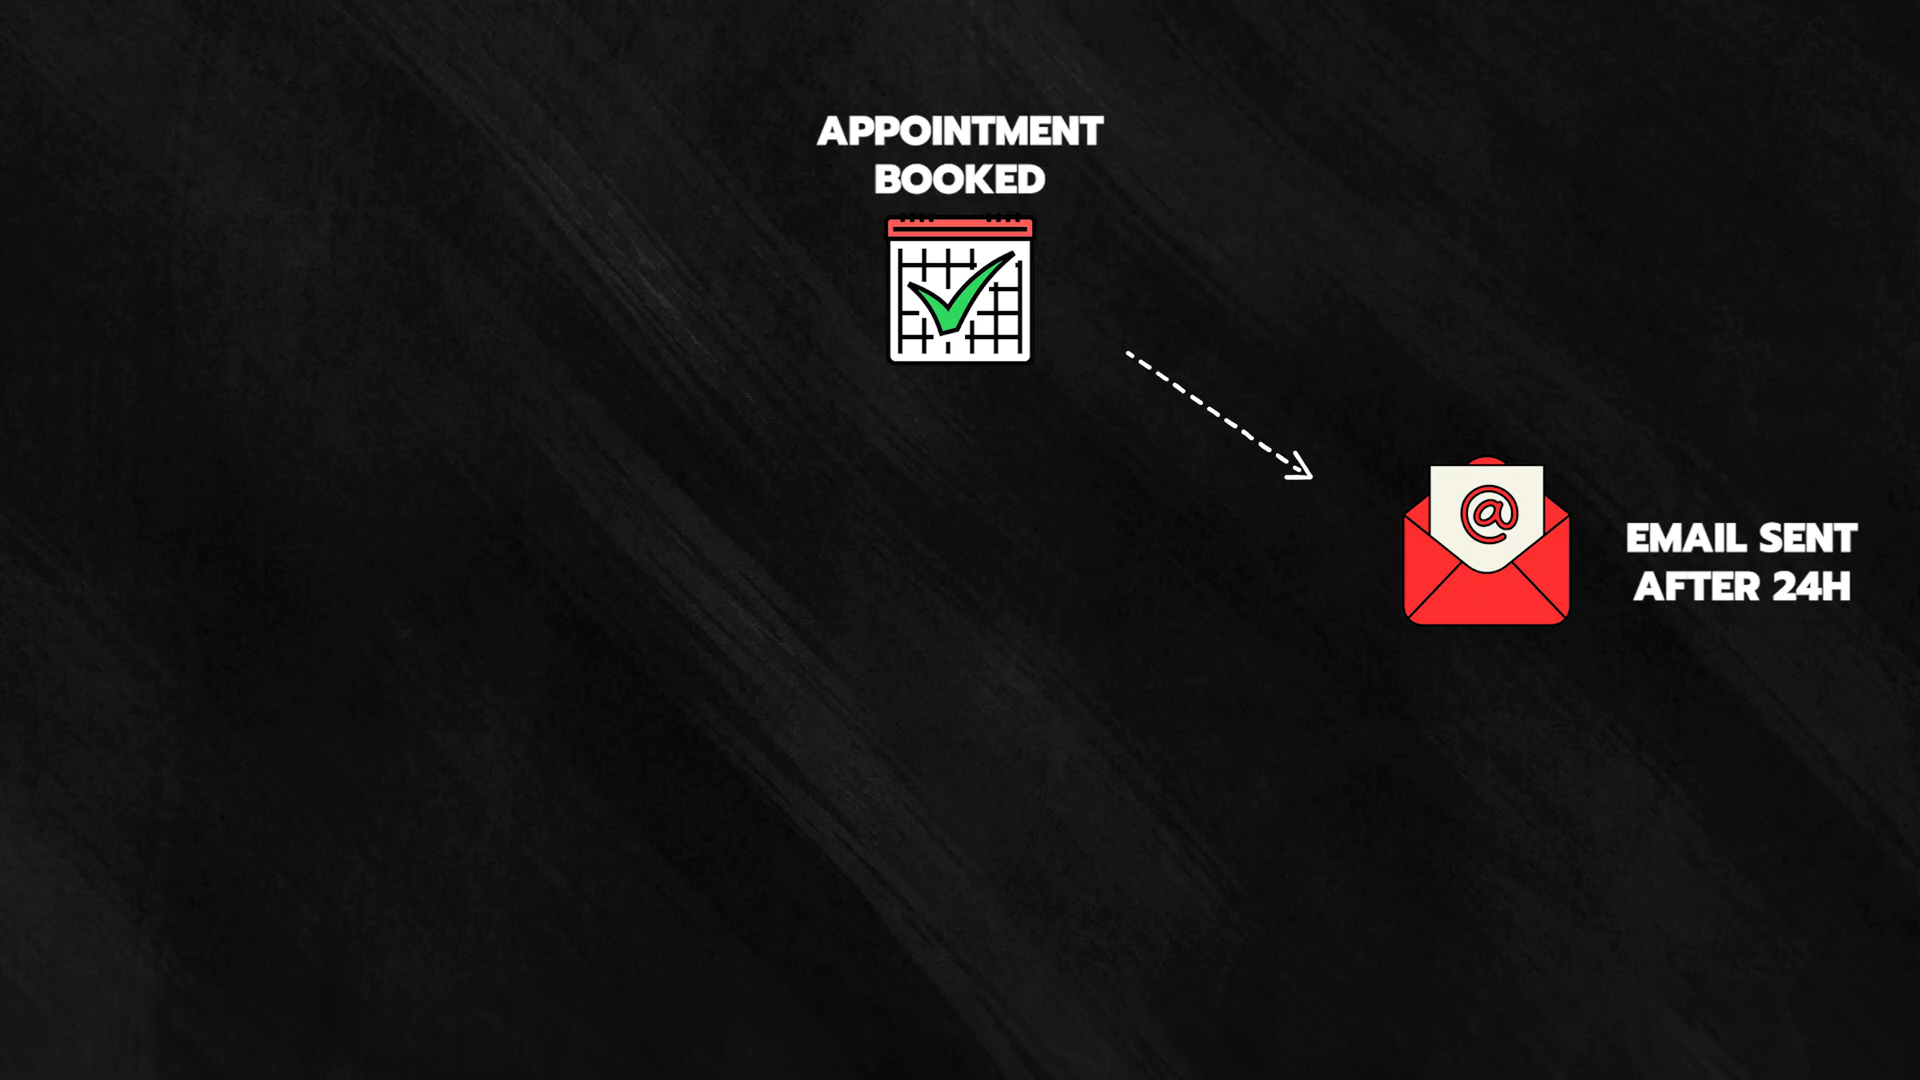 APPOINTMENT
BOOKED
@
EMAIL SENT
AFTER 24H